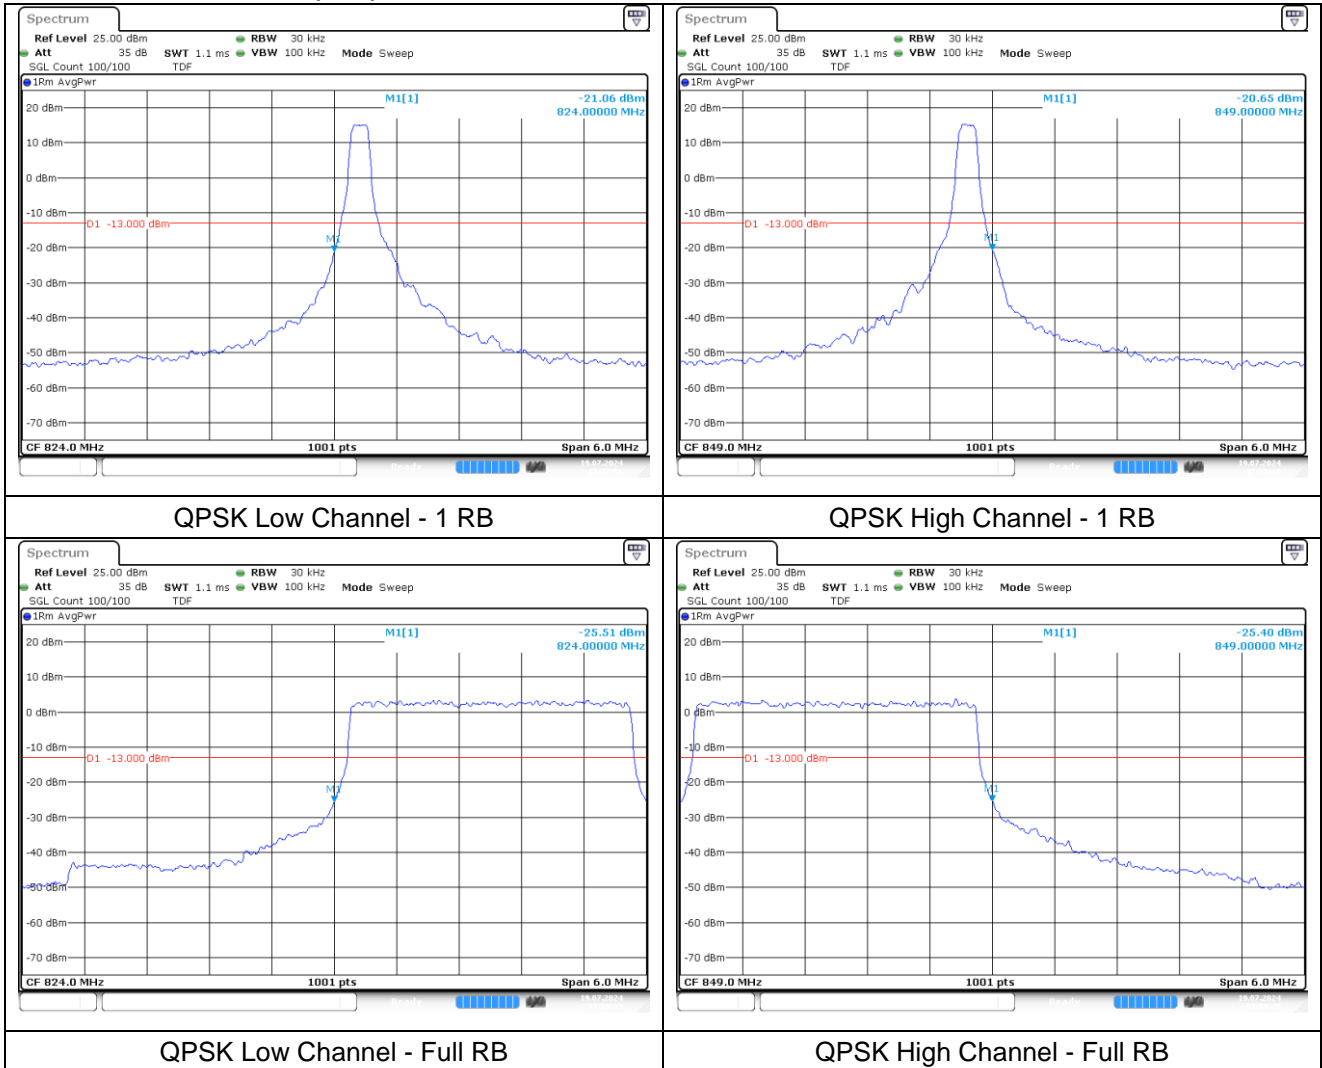 Spectrum
Ref Level 25.00 dBm RBW 30 kHz
Att 35 dB SWT 1.1 ms VBW 100 kHz Mode Sweep
SGL Count 100/100 TDF
1Rm AvgPwr
M1[1] -21.06 dBm
824.00000 MHz
20 dBm
10 dBm
0 dBm
-10 dBm
D1 -13.000 dBm
M1
-20 dBm
-30 dBm
-40 dBm
-50 dBm
-60 dBm
-70 dBm
CF 824.0 MHz 1001 pts Span 6.0 MHz
Ready 19.07.2024
QPSK Low Channel - 1 RB
Spectrum
Ref Level 25.00 dBm RBW 30 kHz
Att 35 dB SWT 1.1 ms VBW 100 kHz Mode Sweep
SGL Count 100/100 TDF
1Rm AvgPwr
M1[1] -20.65 dBm
849.00000 MHz
20 dBm
10 dBm
0 dBm
-10 dBm
D1 -13.000 dBm
M1
-20 dBm
-30 dBm
-40 dBm
-50 dBm
-60 dBm
-70 dBm
CF 849.0 MHz 1001 pts Span 6.0 MHz
Ready 19.07.2024
QPSK High Channel - 1 RB
Spectrum
Ref Level 25.00 dBm RBW 30 kHz
Att 35 dB SWT 1.1 ms VBW 100 kHz Mode Sweep
SGL Count 100/100 TDF
1Rm AvgPwr
M1[1] -25.51 dBm
824.00000 MHz
20 dBm
10 dBm
0 dBm
-10 dBm
D1 -13.000 dBm
-20 dBm
M1
-30 dBm
-40 dBm
-50 dBm
-60 dBm
-70 dBm
CF 824.0 MHz 1001 pts Span 6.0 MHz
Ready 19.07.2024
QPSK Low Channel - Full RB
Spectrum
Ref Level 25.00 dBm RBW 30 kHz
Att 35 dB SWT 1.1 ms VBW 100 kHz Mode Sweep
SGL Count 100/100 TDF
1Rm AvgPwr
M1[1] -25.40 dBm
849.00000 MHz
20 dBm
10 dBm
0 dBm
-10 dBm
D1 -13.000 dBm
-20 dBm
M1
-30 dBm
-40 dBm
-50 dBm
-60 dBm
-70 dBm
CF 849.0 MHz 1001 pts Span 6.0 MHz
Ready 19.07.2024
QPSK High Channel - Full RB